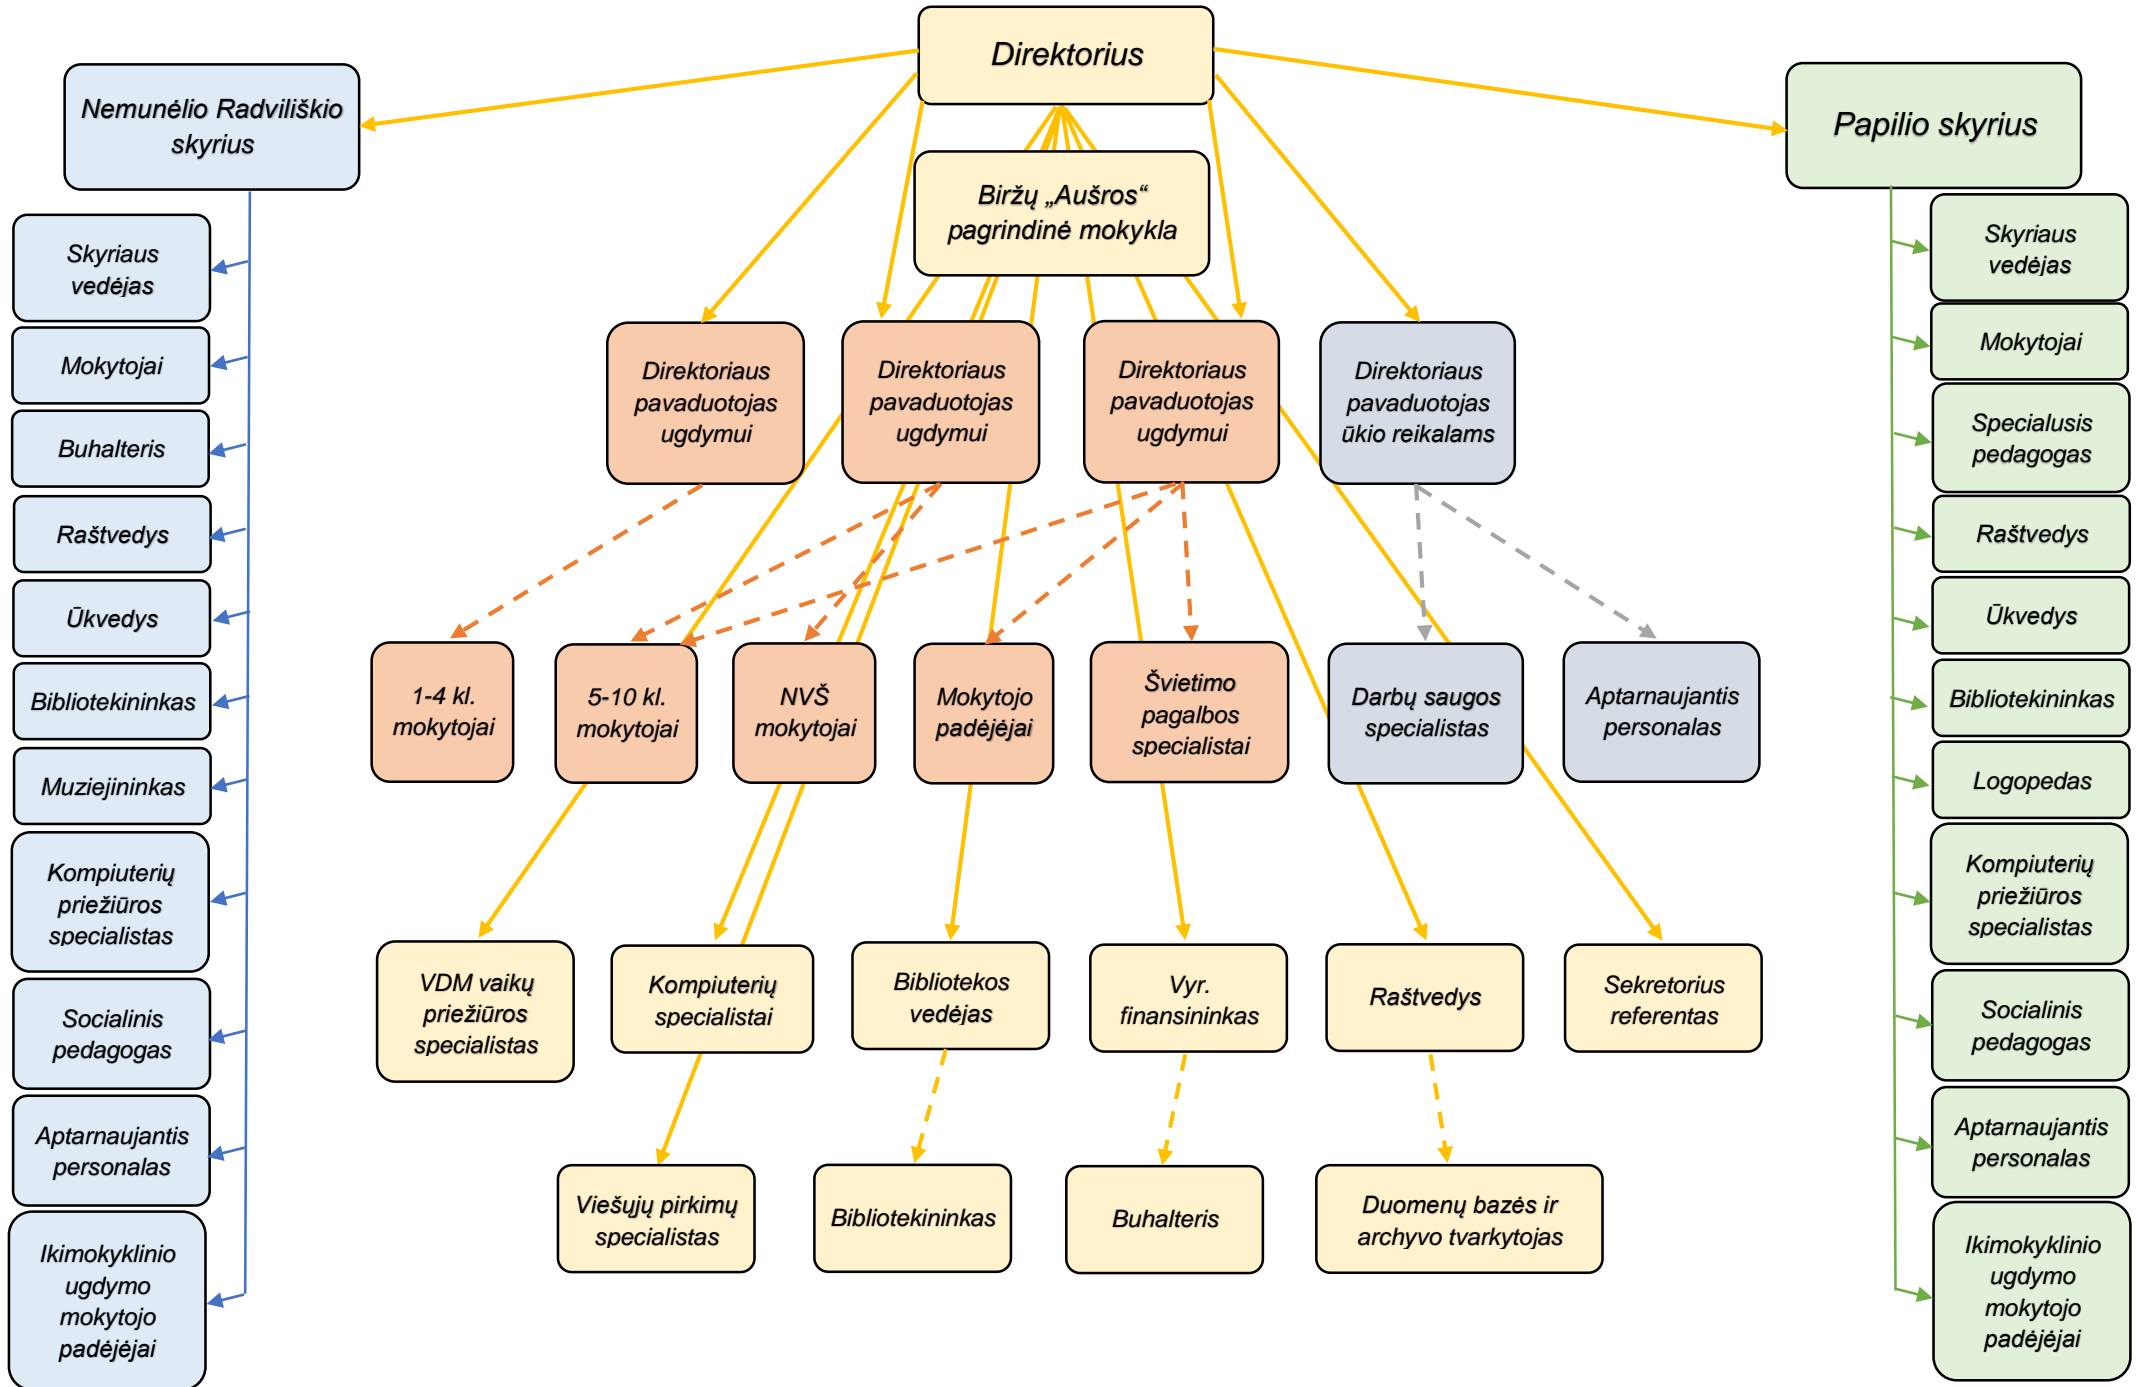 Direktorius
Nemunėlio Radviliškio
skyrius
Papilio skyrius
Biržų „Aušros“
pagrindinė mokykla
Skyriaus
vedėjas
Mokytojai
Buhalteris
Raštvedys
Ūkvedys
Bibliotekininkas
Muziejininkas
Kompiuterių
priežiūros
specialistas
Socialinis
pedagogas
Aptarnaujantis
personalas
Ikimokyklinio
ugdymo
mokytojo
padėjėjai
Direktoriaus
pavaduotojas
ugdymui
Direktoriaus
pavaduotojas
ugdymui
Direktoriaus
pavaduotojas
ugdymui
Direktoriaus
pavaduotojas
ūkio reikalams
1-4 kl.
mokytojai
5-10 kl.
mokytojai
NVŠ
mokytojai
Mokytojo
padėjėjai
Švietimo
pagalbos
specialistai
Darbų saugos
specialistas
Aptarnaujantis
personalas
VDM vaikų
priežiūros
specialistas
Kompiuterių
specialistai
Bibliotekos
vedėjas
Vyr.
finansininkas
Raštvedys
Sekretorius
referentas
Viešųjų pirkimų
specialistas
Bibliotekininkas
Buhalteris
Duomenų bazės ir
archyvo tvarkytojas
Skyriaus
vedėjas
Mokytojai
Specialusis
pedagogas
Raštvedys
Ūkvedys
Bibliotekininkas
Logopedas
Kompiuterių
priežiūros
specialistas
Socialinis
pedagogas
Aptarnaujantis
personalas
Ikimokyklinio
ugdymo
mokytojo
padėjėjai